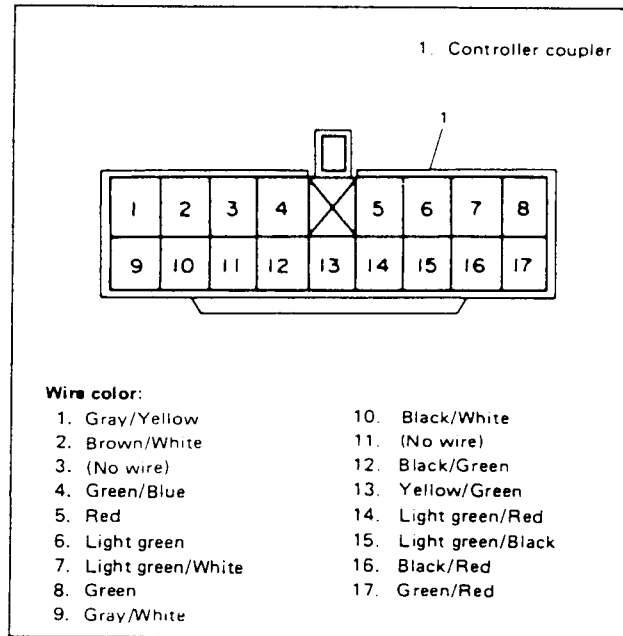 1. Controller coupler
1
1 2 3 4 5 6 7 8
9 10 11 12 13 14 15 16 17
Wire color:
1. Gray/Yellow
2. Brown/White
3. (No wire)
4. Green/Blue
5. Red
6. Light green
7. Light green/White
8. Green
9. Gray/White
10. Black/White
11. (No wire)
12. Black/Green
13. Yellow/Green
14. Light green/Red
15. Light green/Black
16. Black/Red
17. Green/Red